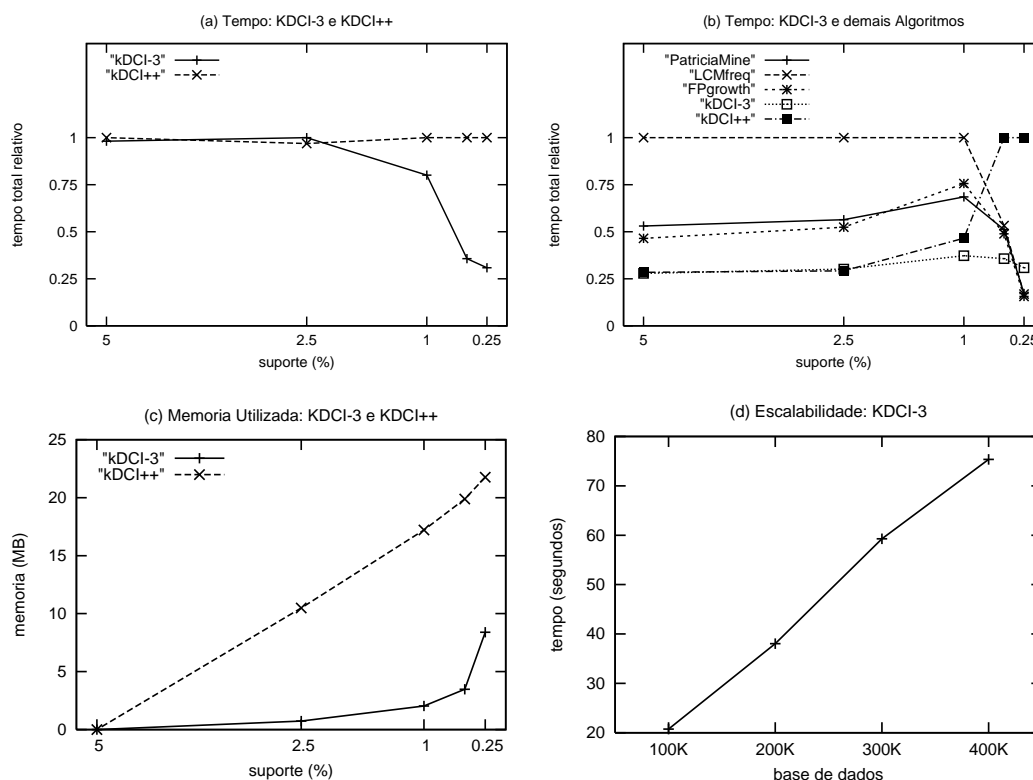 (a) Tempo: KDCI-3 e KDCI++
"kDCI-3"
"kDCI++"
1
0.75
0.5
0.25
0
tempo total relativo
5 2.5 1 0.25
suporte (%)
(b) Tempo: KDCI-3 e demais Algoritmos
"PatriciaMine"
"LCMfreq"
"FPgrowth"
"kDCI-3"
"kDCI++"
1
0.75
0.5
0.25
0
tempo total relativo
5 2.5 1 0.25
suporte (%)
(c) Memoria Utilizada: KDCI-3 e KDCI++
"kDCI-3"
"kDCI++"
25
20
15
10
5
0
memoria (MB)
5 2.5 1 0.25
suporte (%)
(d) Escalabilidade: KDCI-3
80
70
60
50
40
30
20
tempo (segundos)
100K 200K 300K 400K
base de dados